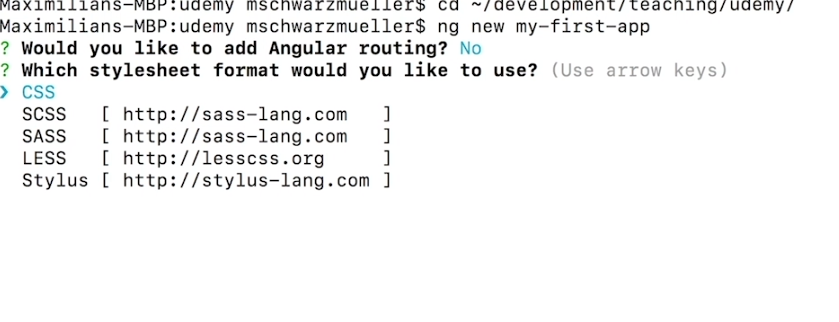 Maximilians-MBP:udemy mschwarzmueller$ cd ~/development/teaching/udemy/
Maximilians-MBP:udemy mschwarzmueller$ ng new my-first-app
? Would you like to add Angular routing? No
? Which stylesheet format would you like to use? (Use arrow keys)
❯ CSS
SCSS   [ http://sass-lang.com   ]
SASS   [ http://sass-lang.com   ]
LESS   [ http://lesscss.org     ]
Stylus [ http://stylus-lang.com ]